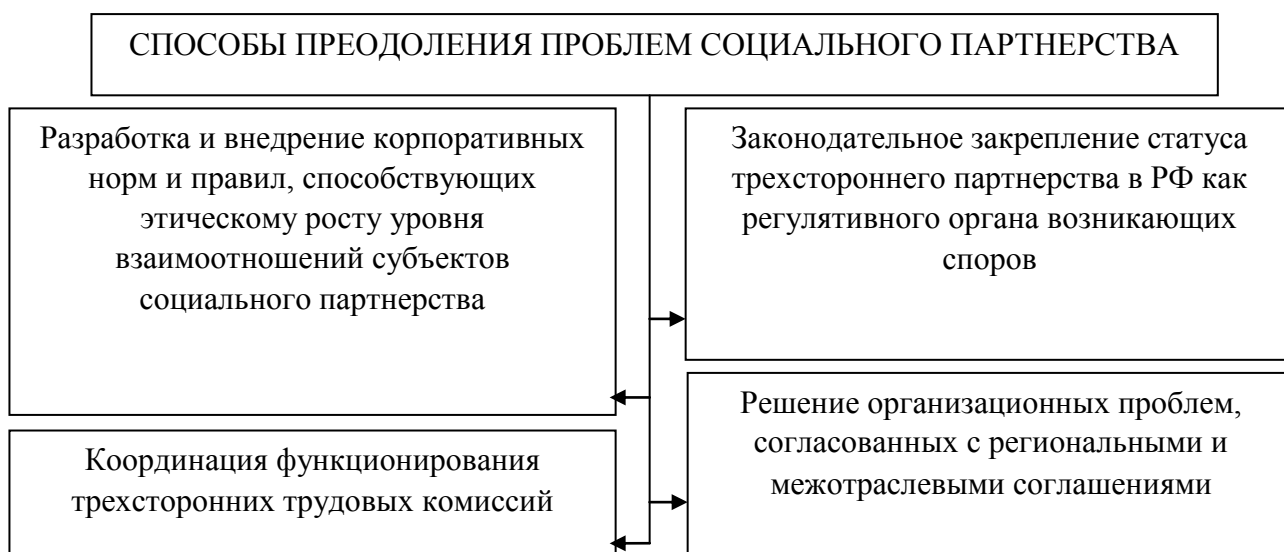 СПОСОБЫ ПРЕОДОЛЕНИЯ ПРОБЛЕМ СОЦИАЛЬНОГО ПАРТНЕРСТВА
Разработка и внедрение корпоративных
норм и правил, способствующих
этическому росту уровня
взаимоотношений субъектов
социального партнерства
Законодательное закрепление статуса
трехстороннего партнерства в РФ как
регулятивного органа возникающих
споров
Координация функционирования
трехсторонних трудовых комиссий
Решение организационных проблем,
согласованных с региональными и
межотраслевыми соглашениями